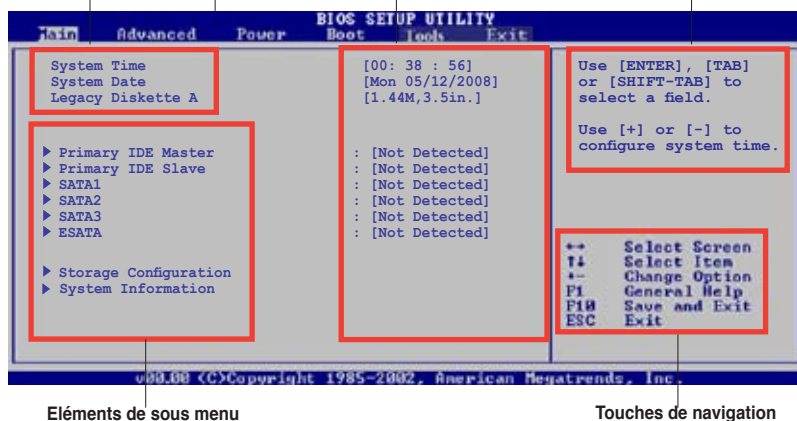 BIOS SETUP UTILITY
Main Advanced Power Boot Tools Exit
System Time [00: 38 : 56]
System Date [Mon 05/12/2008]
Legacy Diskette A [1.44M,3.5in.]
Primary IDE Master : [Not Detected]
Primary IDE Slave : [Not Detected]
SATA1 : [Not Detected]
SATA2 : [Not Detected]
SATA3 : [Not Detected]
ESATA : [Not Detected]
Storage Configuration
System Information
Use [ENTER], [TAB]
or [SHIFT-TAB] to
select a field.
Use [+] or [-] to
configure system time.
←→ Select Screen
↑↓ Select Item
+- Change Option
F1 General Help
F10 Save and Exit
ESC Exit
v00.00 (C)Copyright 1985-2002, American Megatrends, Inc.
Eléments de sous menu
Touches de navigation